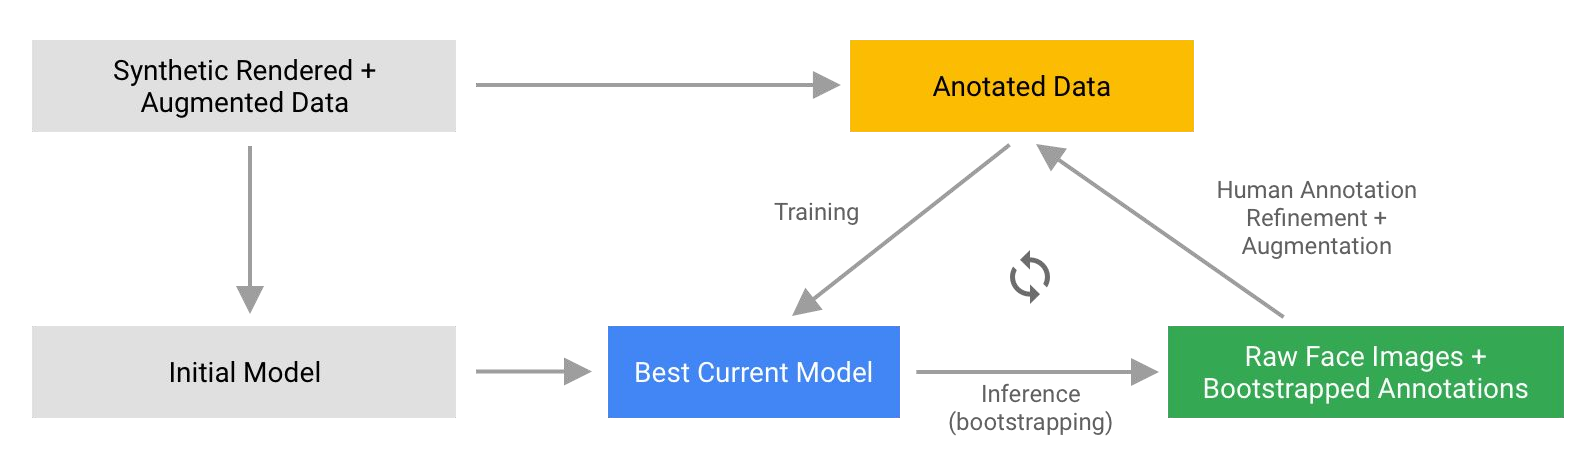 Synthetic Rendered +
Augmented Data
Anotated Data
Training
Human Annotation
Refinement +
Augmentation
Initial Model
Best Current Model
Inference
(bootstrapping)
Raw Face Images +
Bootstrapped Annotations